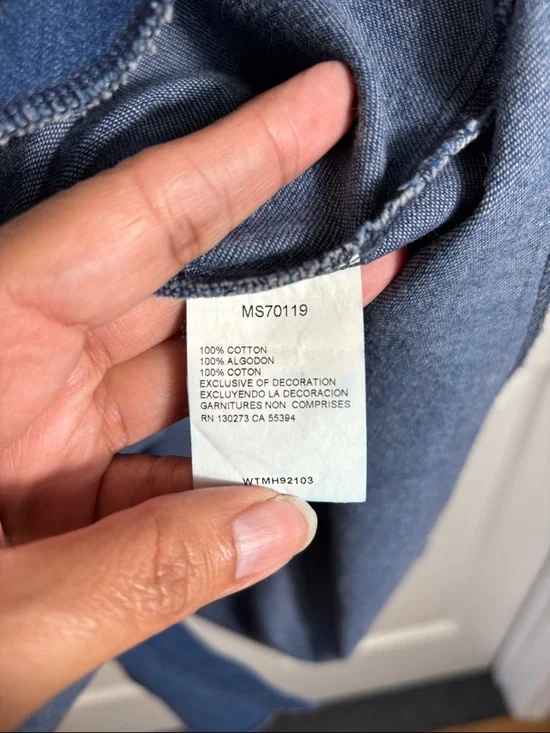 MS70119
100% COTTON
100% ALGODON
100% COTON
EXCLUSIVE OF DECORATION
EXCLUYENDO LA DECORACION
GARNITURES NON COMPRISES
RN 130273 CA 55394
WTMH92103